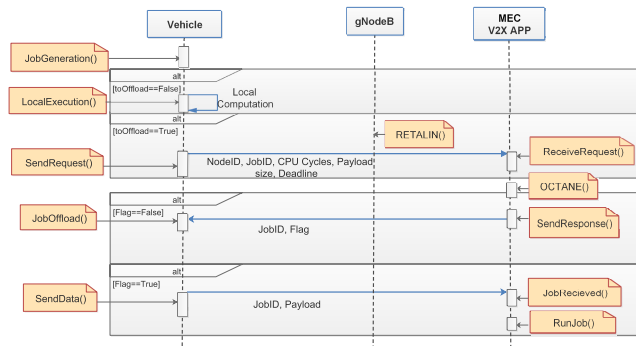 Vehicle
gNodeB
MEC
V2X APP
JobGeneration()
alt
[toOffload==False]
LocalExecution()
Local
Computation
alt
[toOffload==True]
RETALIN()
SendRequest()
NodeID, JobID, CPU Cycles, Payload
size, Deadline
ReceiveRequest()
OCTANE()
alt
[Flag==False]
JobOffload()
JobID, Flag
SendResponse()
alt
[Flag==True]
SendData()
JobID, Payload
JobRecieved()
RunJob()